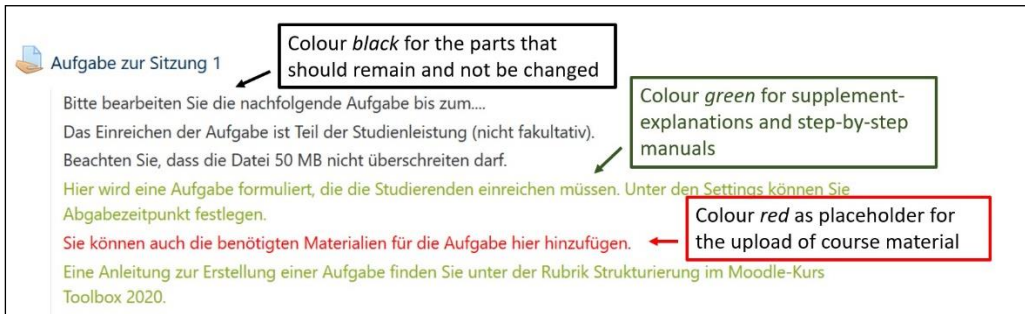 Colour black for the parts that
should remain and not be changed
Aufgabe zur Sitzung 1
Bitte bearbeiten Sie die nachfolgende Aufgabe bis zum....
Das Einreichen der Aufgabe ist Teil der Studienleistung (nicht fakultativ).
Beachten Sie, dass die Datei 50 MB nicht überschreiten darf.
Colour green for supplement-
explanations and step-by-step
manuals
Hier wird eine Aufgabe formuliert, die die Studierenden einreichen müssen. Unter den Settings können Sie
Abgabezeitpunkt festlegen.
Colour red as placeholder for
the upload of course material
Sie können auch die benötigten Materialien für die Aufgabe hier hinzufügen.
Eine Anleitung zur Erstellung einer Aufgabe finden Sie unter der Rubrik Strukturierung im Moodle-Kurs
Toolbox 2020.